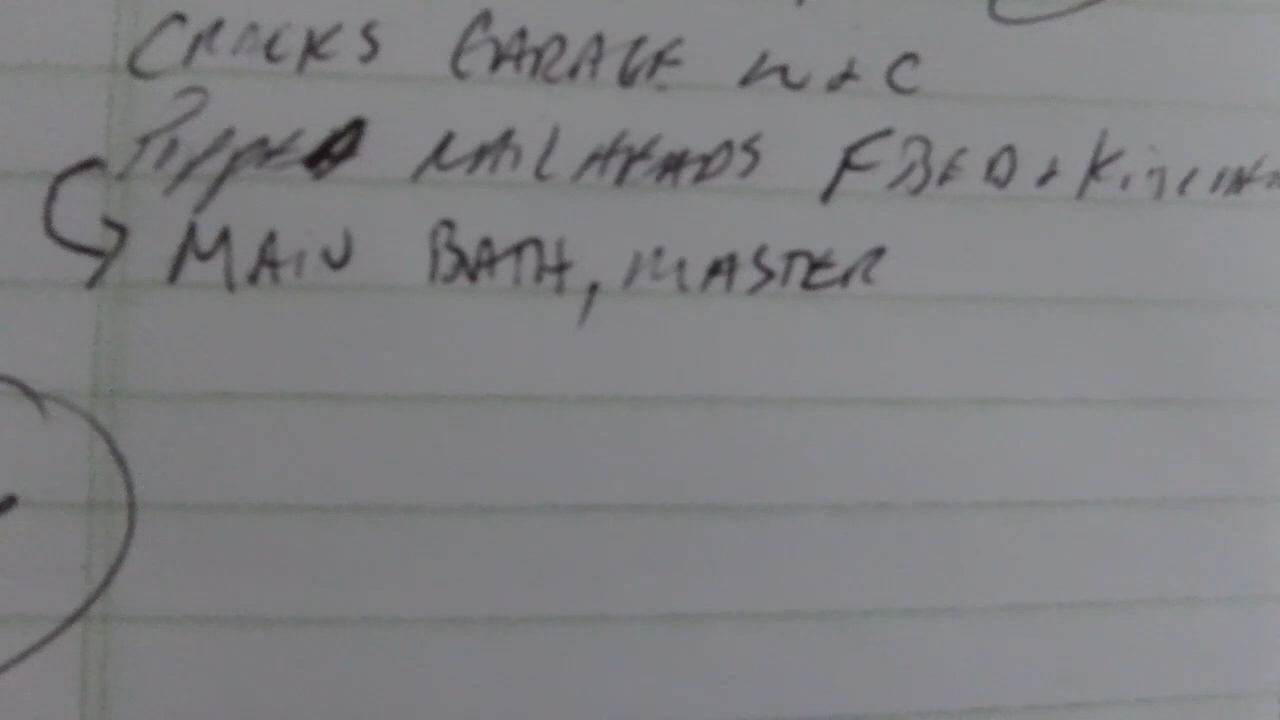 CRACKS GARAGE W + C
POPPED NAILHEADS FBED + KITCHEN
MAIN BATH, MASTER